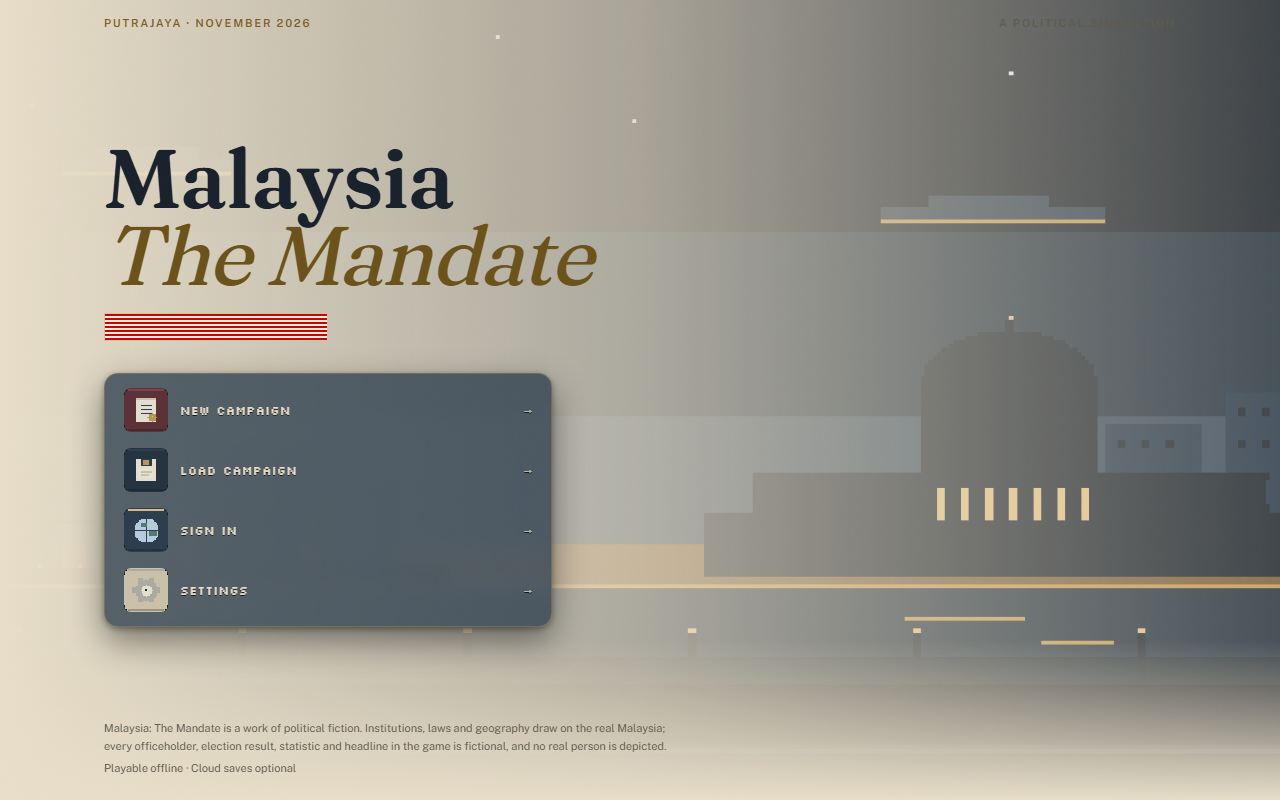 PUTRAJAYA · NOVEMBER 2026
A POLITICAL
Malaysia
The Mandate
NEW CAMPAIGN →
LOAD CAMPAIGN →
SIGN IN →
SETTINGS →
Malaysia: The Mandate is a work of political fiction. Institutions, laws and geography draw on the real Malaysia;
every officeholder, election result, statistic and headline in the game is fictional, and no real person is depicted.
Playable offline · Cloud saves optional